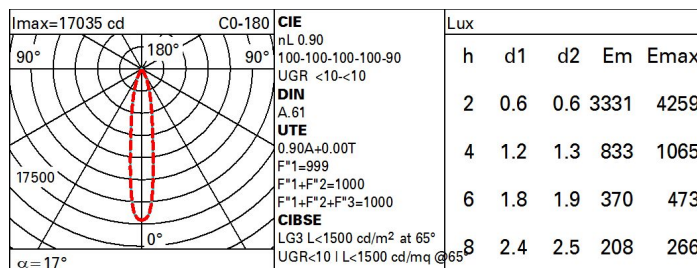 Imax=17035 cd C0-180
90° 180° 90°
17500
0°
α=17°
CIE
nL 0.90
100-100-100-100-90
UGR <10-<10
DIN
A.61
UTE
0.90A+0.00T
F"1=999
F"1+F"2=1000
F"1+F"2+F"3=1000
CIBSE
LG3 L<1500 cd/m² at 65°
UGR<10 | L<1500 cd/mq @65°
Lux
h d1 d2 Em Emax
2 0.6 0.6 3331 4259
4 1.2 1.3 833 1065
6 1.8 1.9 370 473
8 2.4 2.5 208 266